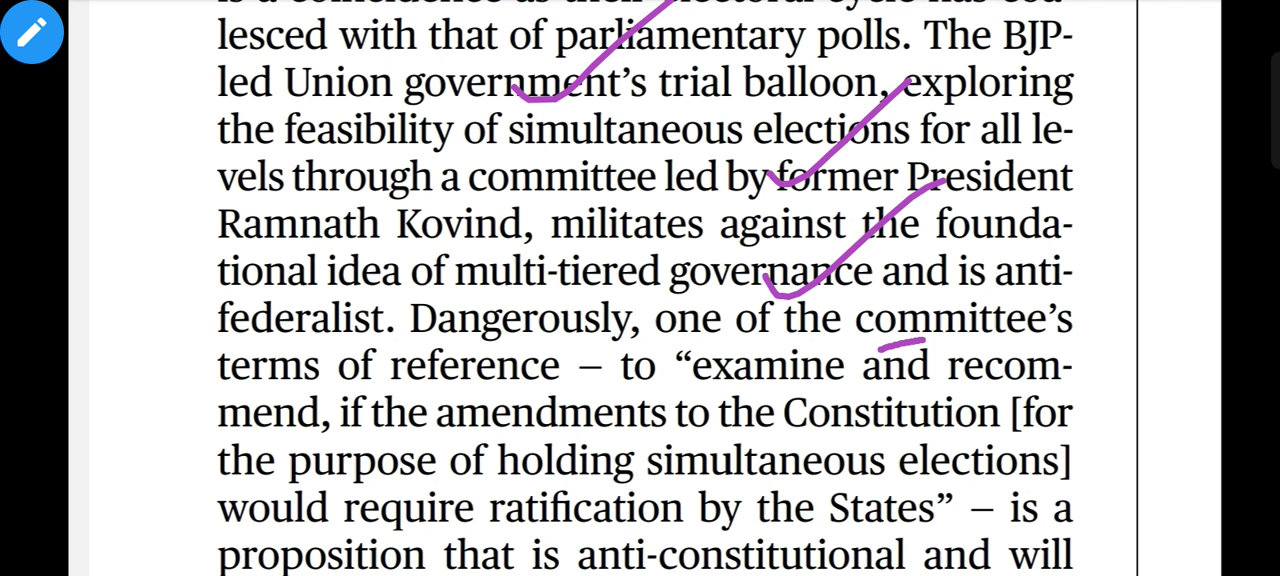 lesced with that of parliamentary polls. The BJP-
led Union government's trial balloon, exploring
the feasibility of simultaneous elections for all le-
vels through a committee led by former President
Ramnath Kovind, militates against the founda-
tional idea of multi-tiered governance and is anti-
federalist. Dangerously, one of the committee's
terms of reference – to “examine and recom-
mend, if the amendments to the Constitution [for
the purpose of holding simultaneous elections]
would require ratification by the States” – is a
proposition that is anti-constitutional and will